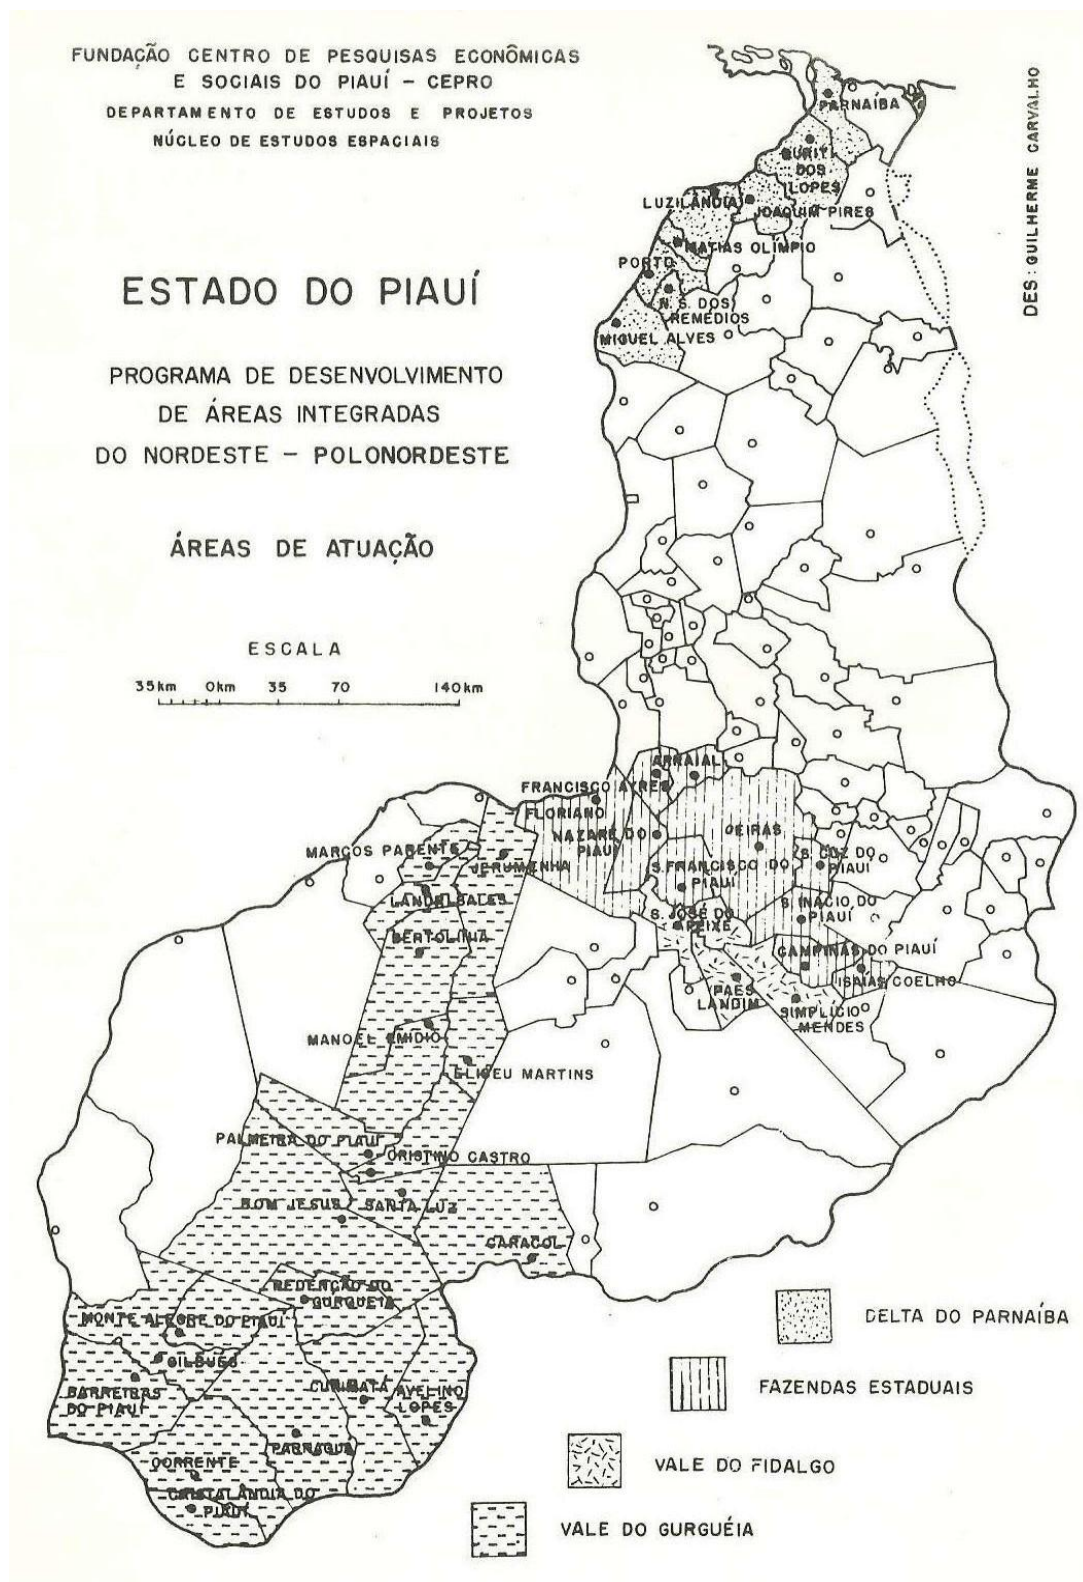 FUNDAÇÃO CENTRO DE PESQUISAS ECONÔMICAS
E SOCIAIS DO PIAUÍ – CEPRO
DEPARTAMENTO DE ESTUDOS E PROJETOS
NÚCLEO DE ESTUDOS ESPACIAIS
DES: GUILHERME CARVALHO
ESTADO DO PIAUÍ
PROGRAMA DE DESENVOLVIMENTO
DE ÁREAS INTEGRADAS
DO NORDESTE – POLONORDESTE
ÁREAS DE ATUAÇÃO
ESCALA
35km 0km 35 70 140km
PARNAÍBA
BURITI
DOS
LOPES
LUZILÂNDIA
JOAQUIM PIRES
MATIAS OLÍMPIO
PORTO
N. S. DOS
REMÉDIOS
MIGUEL ALVES
ARRAIAL
FRANCISCO AYRES
FLORIANO
NAZARÉ DO
PIAUÍ
OEIRAS
MARCOS PARENTE
JERUMENHA
S. FRANCISCO DO
PIAUÍ
S. CUZ DO
PIAUÍ
LANDRI SALES
S. INÁCIO DO
PIAUÍ
S. JOSÉ DO
PEIXE
BERTOLINIA
CAMPINAS DO PIAUÍ
ISAIAS COELHO
PAES
LANDIM
SIMPLÍCIO
MENDES
MANOEL EMIDIO
ELISEU MARTINS
PALMEIRA DO PIAUÍ
CRISTINO CASTRO
BOM JESUS
SANTA LUZ
CARACOL
REDENÇÃO DO
GURGUÉIA
MONTE ALEGRE DO PIAUÍ
GILBUÉS
BARREIRAS
DO PIAUÍ
CURIMATÁ
AVELINO
LOPES
PARNAGUÁ
CORRENTE
CRISTALÂNDIA DO
PIAUÍ
DELTA DO PARNAÍBA
FAZENDAS ESTADUAIS
VALE DO FIDALGO
VALE DO GURGUÉIA